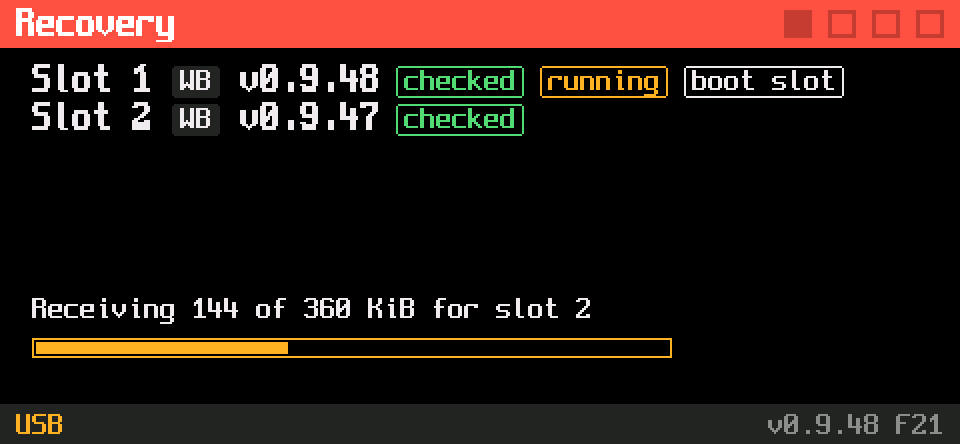 Recovery
Slot 1 WB v0.9.48 checked running boot slot
Slot 2 WB v0.9.47 checked
Receiving 144 of 360 KiB for slot 2
USB v0.9.48 F21